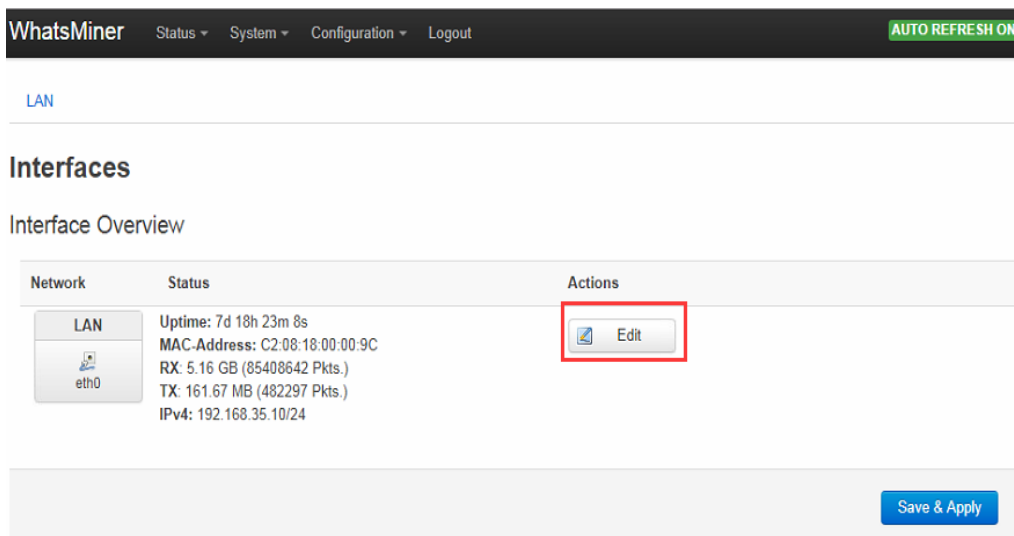 WhatsMiner Status System Configuration Logout AUTO REFRESH ON
LAN
Interfaces
Interface Overview
Network Status Actions
LAN
eth0
Uptime: 7d 18h 23m 8s
MAC-Address: C2:08:18:00:00:9C
RX: 5.16 GB (85408642 Pkts.)
TX: 161.67 MB (482297 Pkts.)
IPv4: 192.168.35.10/24
Edit
Save & Apply